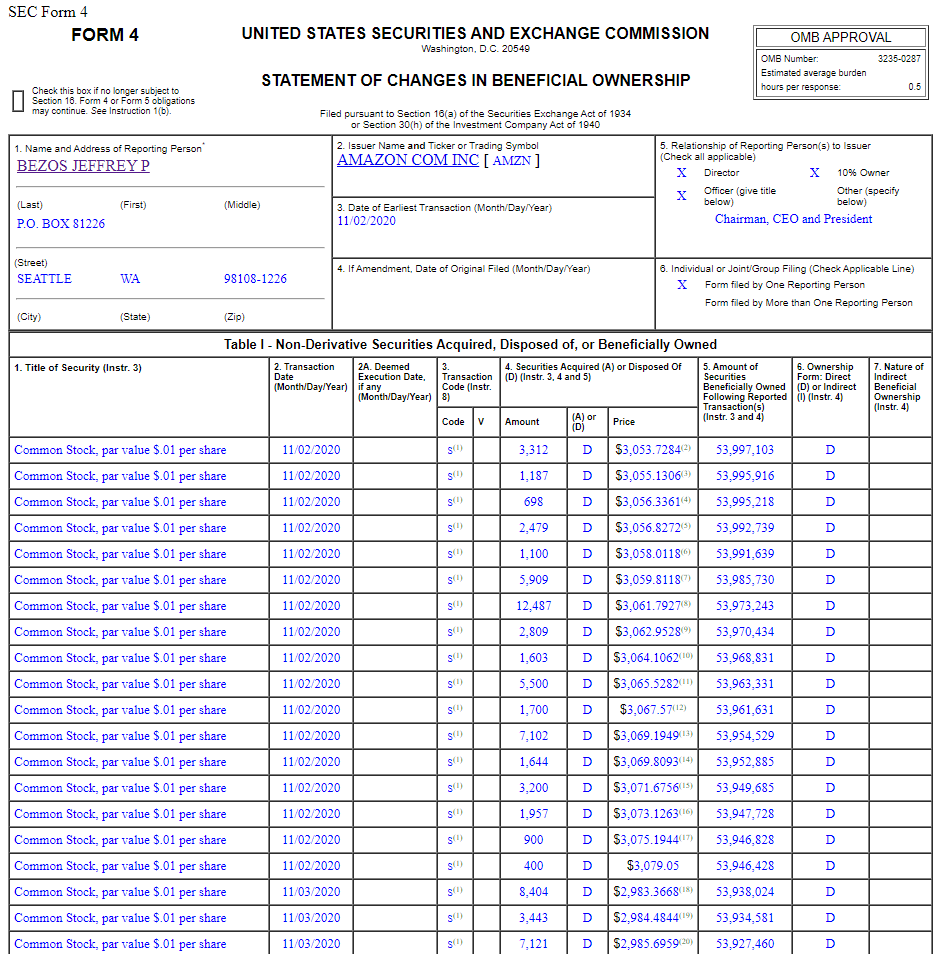 SEC Form 4
FORM 4
UNITED STATES SECURITIES AND EXCHANGE COMMISSION
Washington, D.C. 20549
STATEMENT OF CHANGES IN BENEFICIAL OWNERSHIP
Filed pursuant to Section 16(a) of the Securities Exchange Act of 1934
or Section 30(h) of the Investment Company Act of 1940
OMB APPROVAL
OMB Number: 3235-0287
Estimated average burden
hours per response: 0.5
Check this box if no longer subject to
Section 16. Form 4 or Form 5 obligations
may continue. See Instruction 1(b).
1. Name and Address of Reporting Person*
BEZOS JEFFREY P
(Last) (First) (Middle)
P.O. BOX 81226
(Street)
SEATTLE WA 98108-1226
(City) (State) (Zip)
2. Issuer Name and Ticker or Trading Symbol
AMAZON COM INC [ AMZN ]
3. Date of Earliest Transaction (Month/Day/Year)
11/02/2020
4. If Amendment, Date of Original Filed (Month/Day/Year)
5. Relationship of Reporting Person(s) to Issuer
(Check all applicable)
X Director X 10% Owner
X Officer (give title below) Other (specify below)
Chairman, CEO and President
6. Individual or Joint/Group Filing (Check Applicable Line)
X Form filed by One Reporting Person
Form filed by More than One Reporting Person
Table I - Non-Derivative Securities Acquired, Disposed of, or Beneficially Owned
1. Title of Security (Instr. 3)
2. Transaction Date (Month/Day/Year)
2A. Deemed Execution Date, if any (Month/Day/Year)
3. Transaction Code (Instr. 8)
4. Securities Acquired (A) or Disposed Of (D) (Instr. 3, 4 and 5)
5. Amount of Securities Beneficially Owned Following Reported Transaction(s) (Instr. 3 and 4)
6. Ownership Form: Direct (D) or Indirect (I) (Instr. 4)
7. Nature of Indirect Beneficial Ownership (Instr. 4)
Code V Amount (A) or (D) Price
Common Stock, par value $.01 per share 11/02/2020 S(1) 3,312 D $3,053.7284(2) 53,997,103 D
Common Stock, par value $.01 per share 11/02/2020 S(1) 1,187 D $3,055.1306(3) 53,995,916 D
Common Stock, par value $.01 per share 11/02/2020 S(1) 698 D $3,056.3361(4) 53,995,218 D
Common Stock, par value $.01 per share 11/02/2020 S(1) 2,479 D $3,056.8272(5) 53,992,739 D
Common Stock, par value $.01 per share 11/02/2020 S(1) 1,100 D $3,058.0118(6) 53,991,639 D
Common Stock, par value $.01 per share 11/02/2020 S(1) 5,909 D $3,059.8118(7) 53,985,730 D
Common Stock, par value $.01 per share 11/02/2020 S(1) 12,487 D $3,061.7927(8) 53,973,243 D
Common Stock, par value $.01 per share 11/02/2020 S(1) 2,809 D $3,062.9528(9) 53,970,434 D
Common Stock, par value $.01 per share 11/02/2020 S(1) 1,603 D $3,064.1062(10) 53,968,831 D
Common Stock, par value $.01 per share 11/02/2020 S(1) 5,500 D $3,065.5282(11) 53,963,331 D
Common Stock, par value $.01 per share 11/02/2020 S(1) 1,700 D $3,067.57(12) 53,961,631 D
Common Stock, par value $.01 per share 11/02/2020 S(1) 7,102 D $3,069.1949(13) 53,954,529 D
Common Stock, par value $.01 per share 11/02/2020 S(1) 1,644 D $3,069.8093(14) 53,952,885 D
Common Stock, par value $.01 per share 11/02/2020 S(1) 3,200 D $3,071.6756(15) 53,949,685 D
Common Stock, par value $.01 per share 11/02/2020 S(1) 1,957 D $3,073.1263(16) 53,947,728 D
Common Stock, par value $.01 per share 11/02/2020 S(1) 900 D $3,075.1944(17) 53,946,828 D
Common Stock, par value $.01 per share 11/02/2020 S(1) 400 D $3,079.05 53,946,428 D
Common Stock, par value $.01 per share 11/03/2020 S(1) 8,404 D $2,983.3668(18) 53,938,024 D
Common Stock, par value $.01 per share 11/03/2020 S(1) 3,443 D $2,984.4844(19) 53,934,581 D
Common Stock, par value $.01 per share 11/03/2020 S(1) 7,121 D $2,985.6959(20) 53,927,460 D